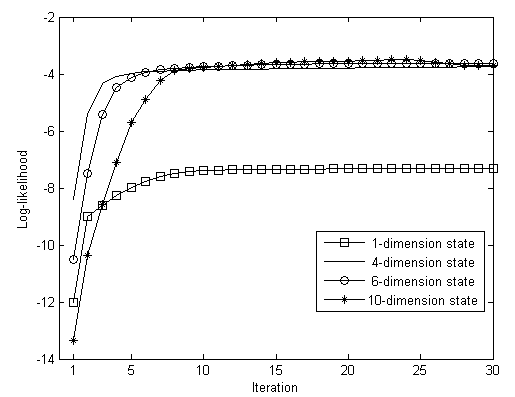 -2
-4
-6
-8
-10
-12
-14
Log-likelihood
1-dimension state
4-dimension state
6-dimension state
10-dimension state
1 5 10 15 20 25 30
Iteration